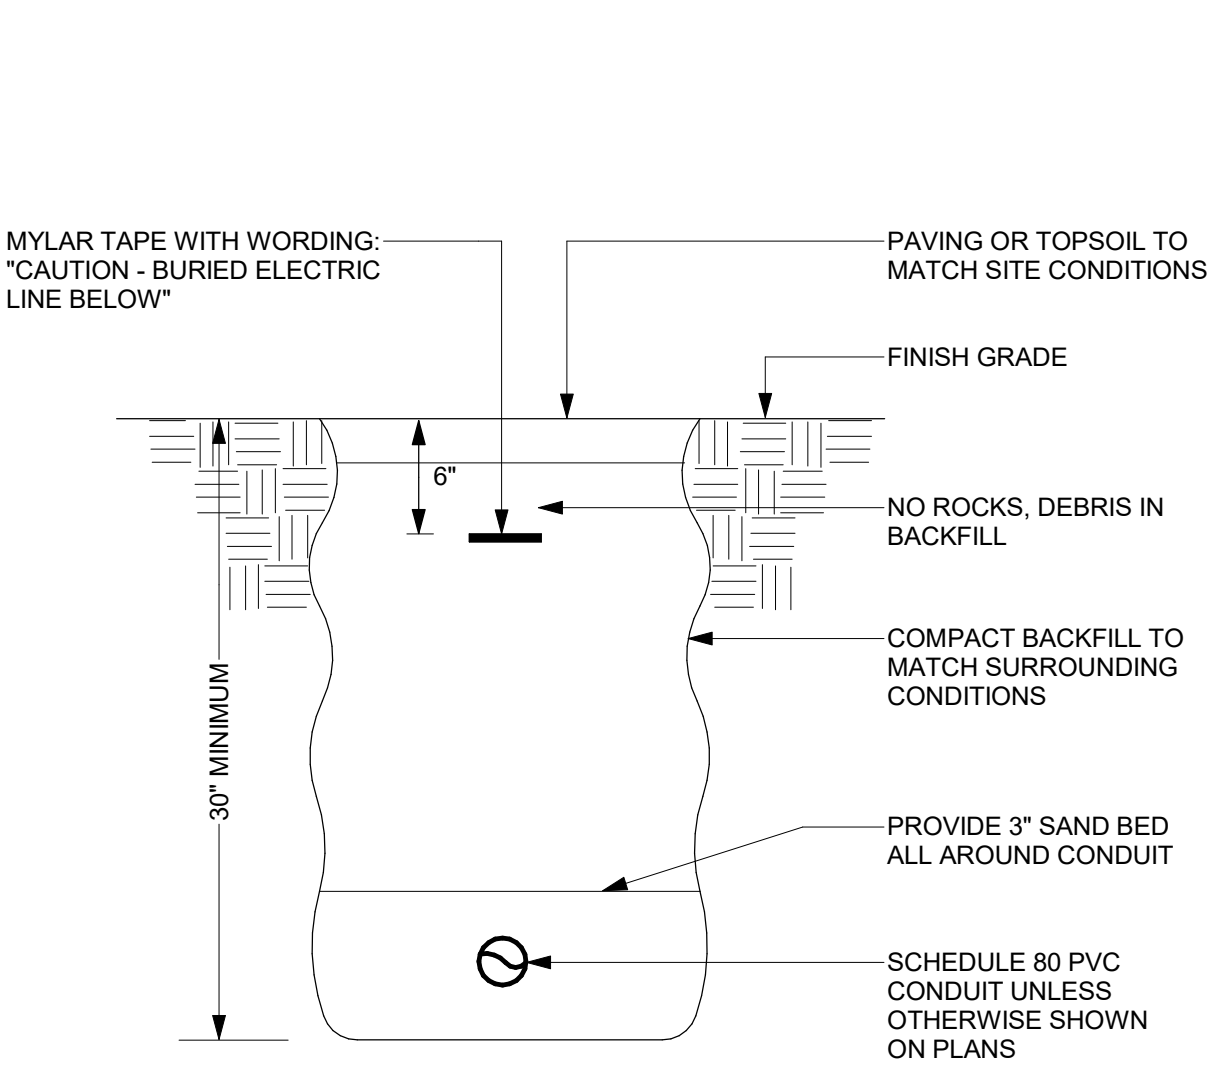 MYLAR TAPE WITH WORDING:
"CAUTION - BURIED ELECTRIC
LINE BELOW"
PAVING OR TOPSOIL TO
MATCH SITE CONDITIONS
FINISH GRADE
6"
NO ROCKS, DEBRIS IN
BACKFILL
COMPACT BACKFILL TO
MATCH SURROUNDING
CONDITIONS
30" MINIMUM
PROVIDE 3" SAND BED
ALL AROUND CONDUIT
SCHEDULE 80 PVC
CONDUIT UNLESS
OTHERWISE SHOWN
ON PLANS